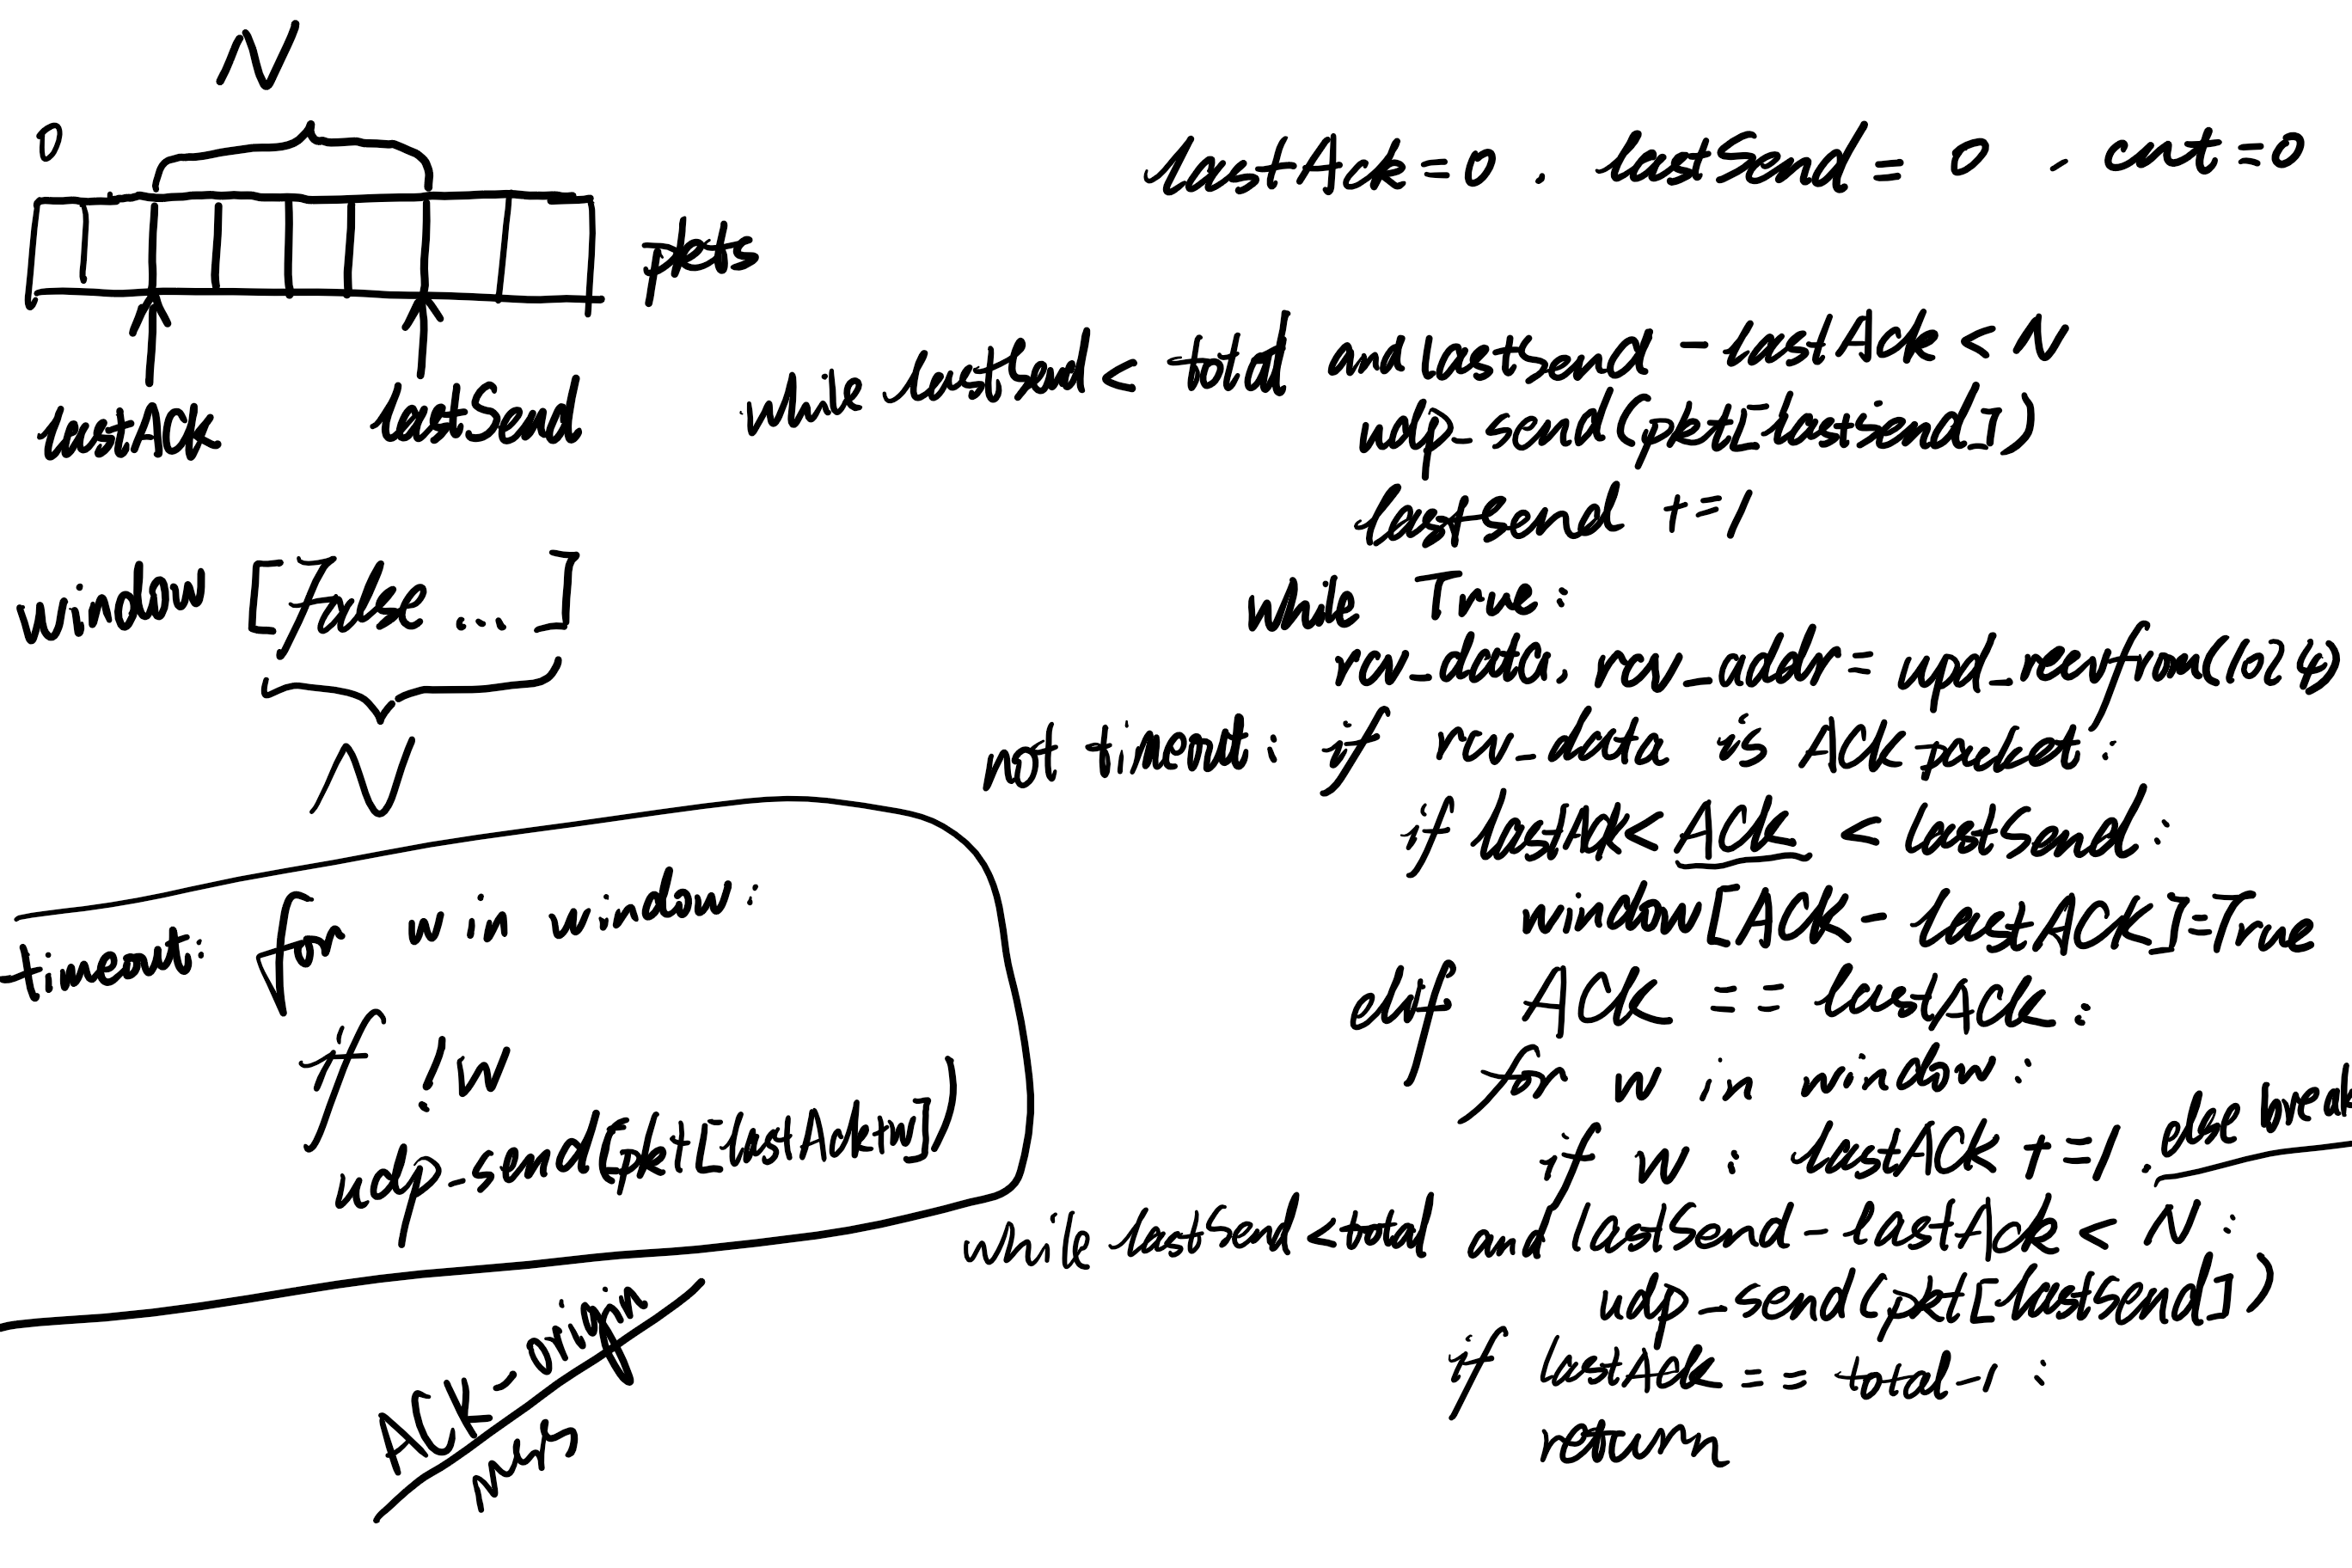 N
0
pkts
lastAck lastSend
window [False ... ]
N
timeout: for w in window:
if !w
udp_send(pkt[lastAck+w])
ACK - origin
MSS
lastAck=0 . lastSend = 0 . cnt=0
while lastSend < total and lastsend - lastAck < N
udp_send(pkt[lastsend])
lastsend +=1
while True:
rcv_data, rcv_addr = upd_recvfrom(1024)
not timeout: if rcv_data is ACK packet:
if lastAck < ACK < lastSend:
window[ACK - lastACK]=True
elif ACK == lastACK:
for w in window:
if w : lastACK +=1 . else break
while lastSend < total and lastSend - lastAck < N :
udp_send(pkt[lastSend])
if lastAck == total-1 :
return